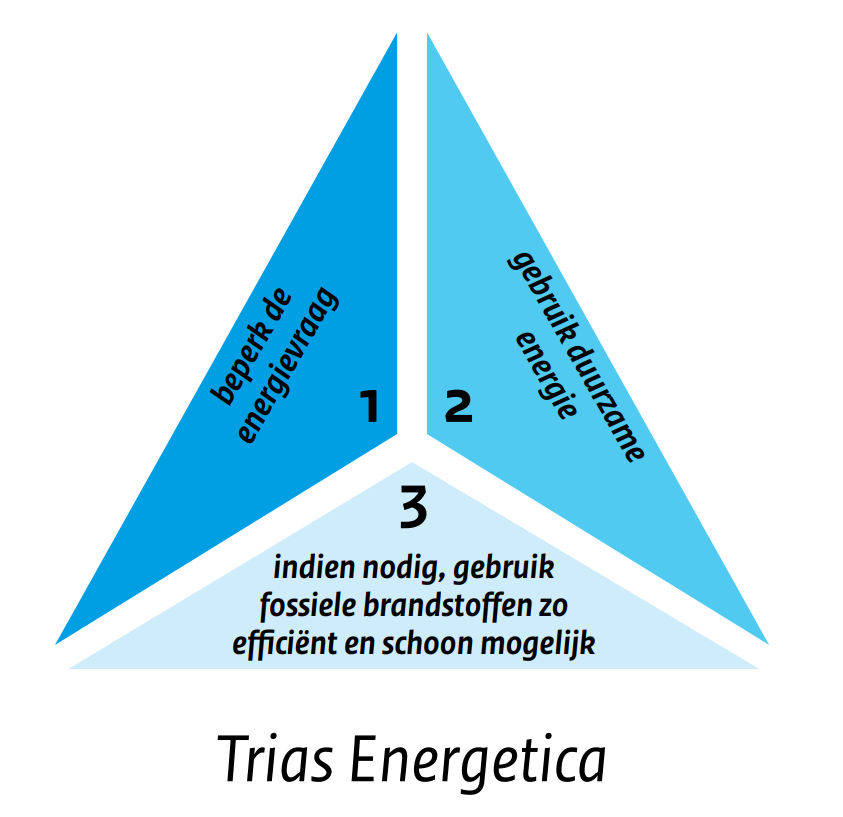 beperk de
energievraag
1
2
gebruik duurzame
energie
3
indien nodig, gebruik
fossiele brandstoffen zo
efficiënt en schoon mogelijk
Trias Energetica